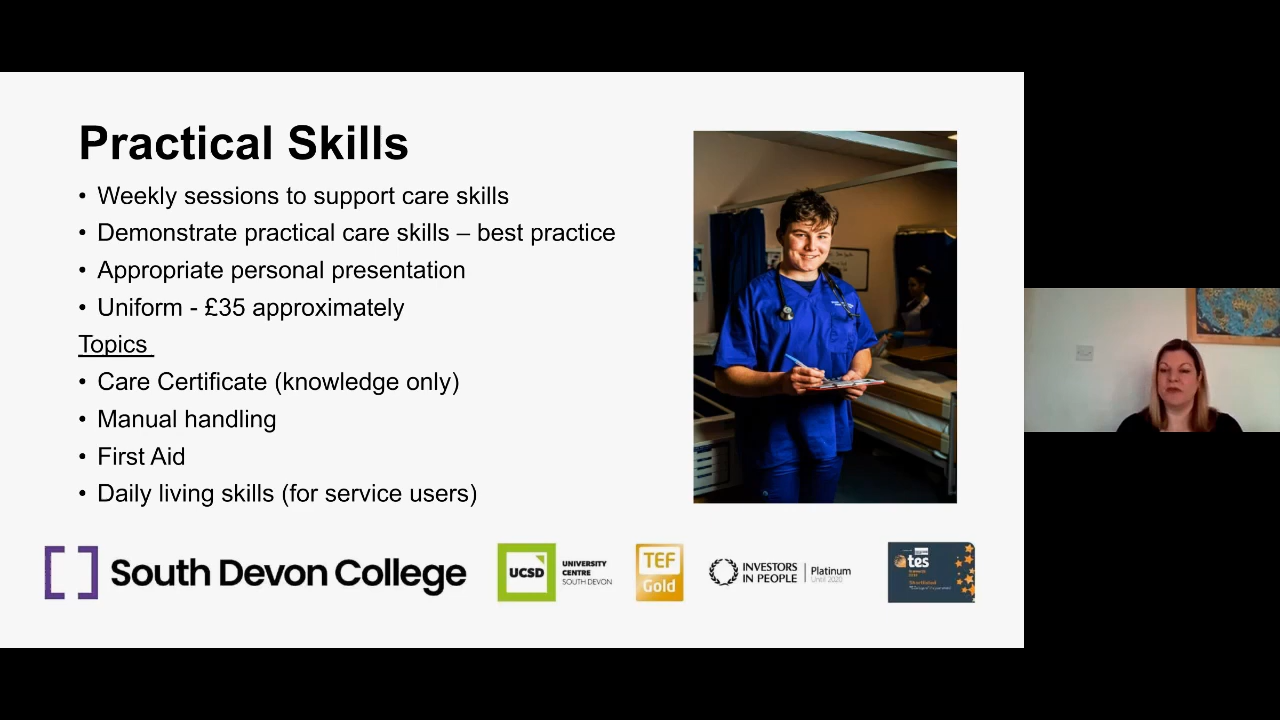 Practical Skills
• Weekly sessions to support care skills
• Demonstrate practical care skills – best practice
• Appropriate personal presentation
• Uniform - £35 approximately
Topics
• Care Certificate (knowledge only)
• Manual handling
• First Aid
• Daily living skills (for service users)
South Devon College
UCSD
UNIVERSITY
CENTRE
SOUTH DEVON
TEF
Gold
INVESTORS
IN PEOPLE
Platinum
Until 2020
tes